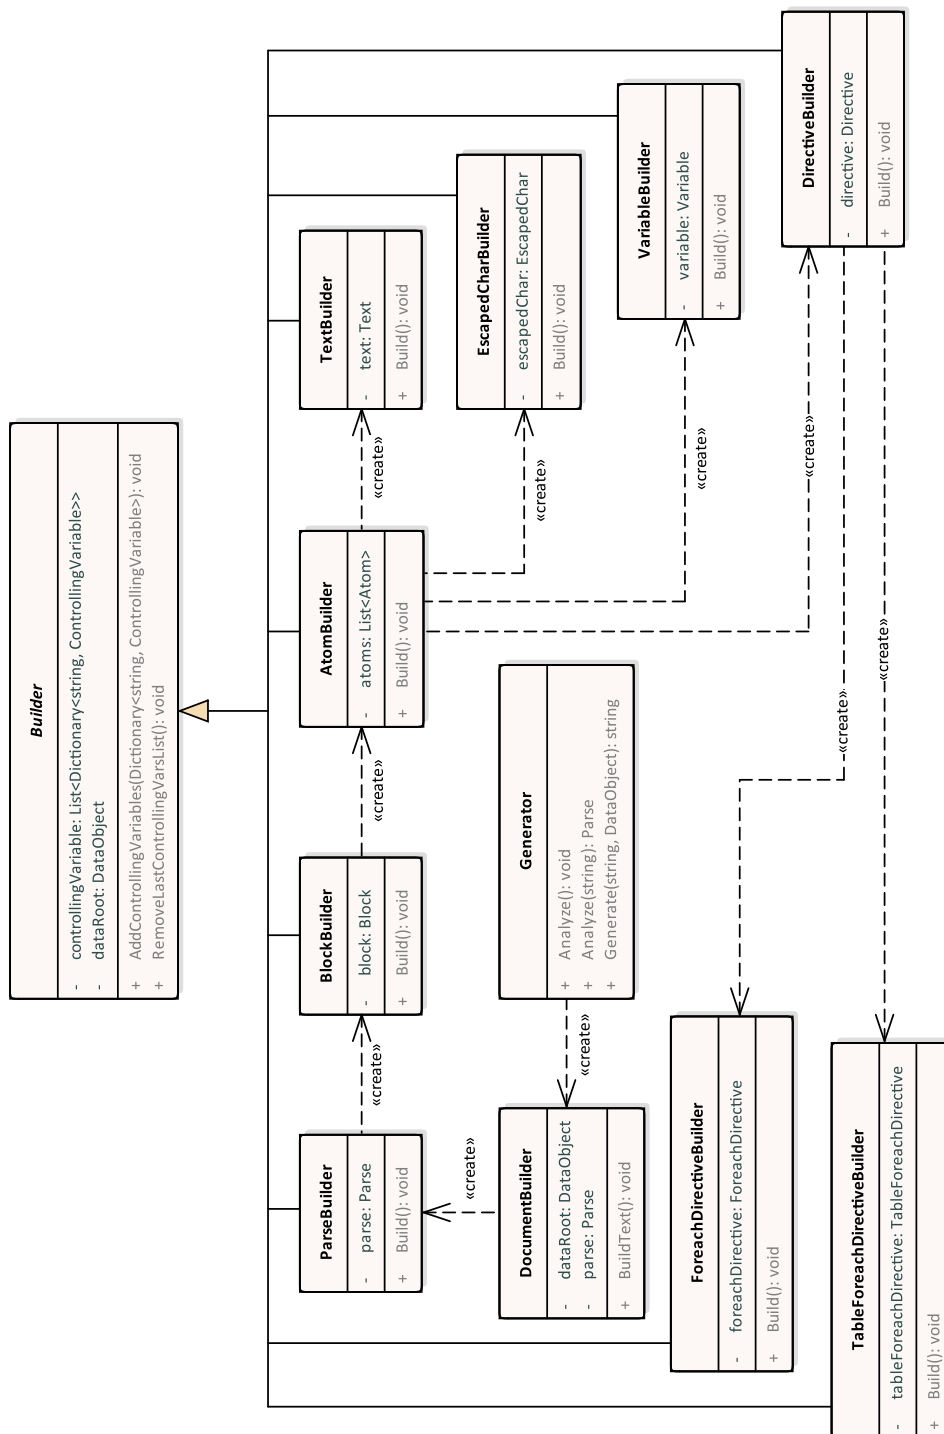 Builder
- controllingVariable: List<Dictionary<string, ControllingVariable>>
- dataRoot: DataObject
+ AddControllingVariables(Dictionary<string, ControllingVariable>): void
+ RemoveLastControllingVarsList(): void
ParseBuilder
- parse: Parse
+ Build(): void
«create»
BlockBuilder
- block: Block
+ Build(): void
«create»
AtomBuilder
- atoms: List<Atom>
+ Build(): void
«create»
TextBuilder
- text: Text
+ Build(): void
«create»
EscapedCharBuilder
- escapedChar: EscapedChar
+ Build(): void
«create»
DocumentBuilder
- dataRoot: DataObject
- parse: Parse
+ BuildText(): void
«create»
Generator
+ Analyze(): void
+ Analyze(string): Parse
+ Generate(string, DataObject): string
«create»
VariableBuilder
- variable: Variable
+ Build(): void
«create»
ForeachDirectiveBuilder
- foreachDirective: ForeachDirective
+ Build(): void
«create»
DirectiveBuilder
- directive: Directive
+ Build(): void
«create»
«create»
TableForeachDirectiveBuilder
- tableForeachDirective: TableForeachDirective
+ Build(): void